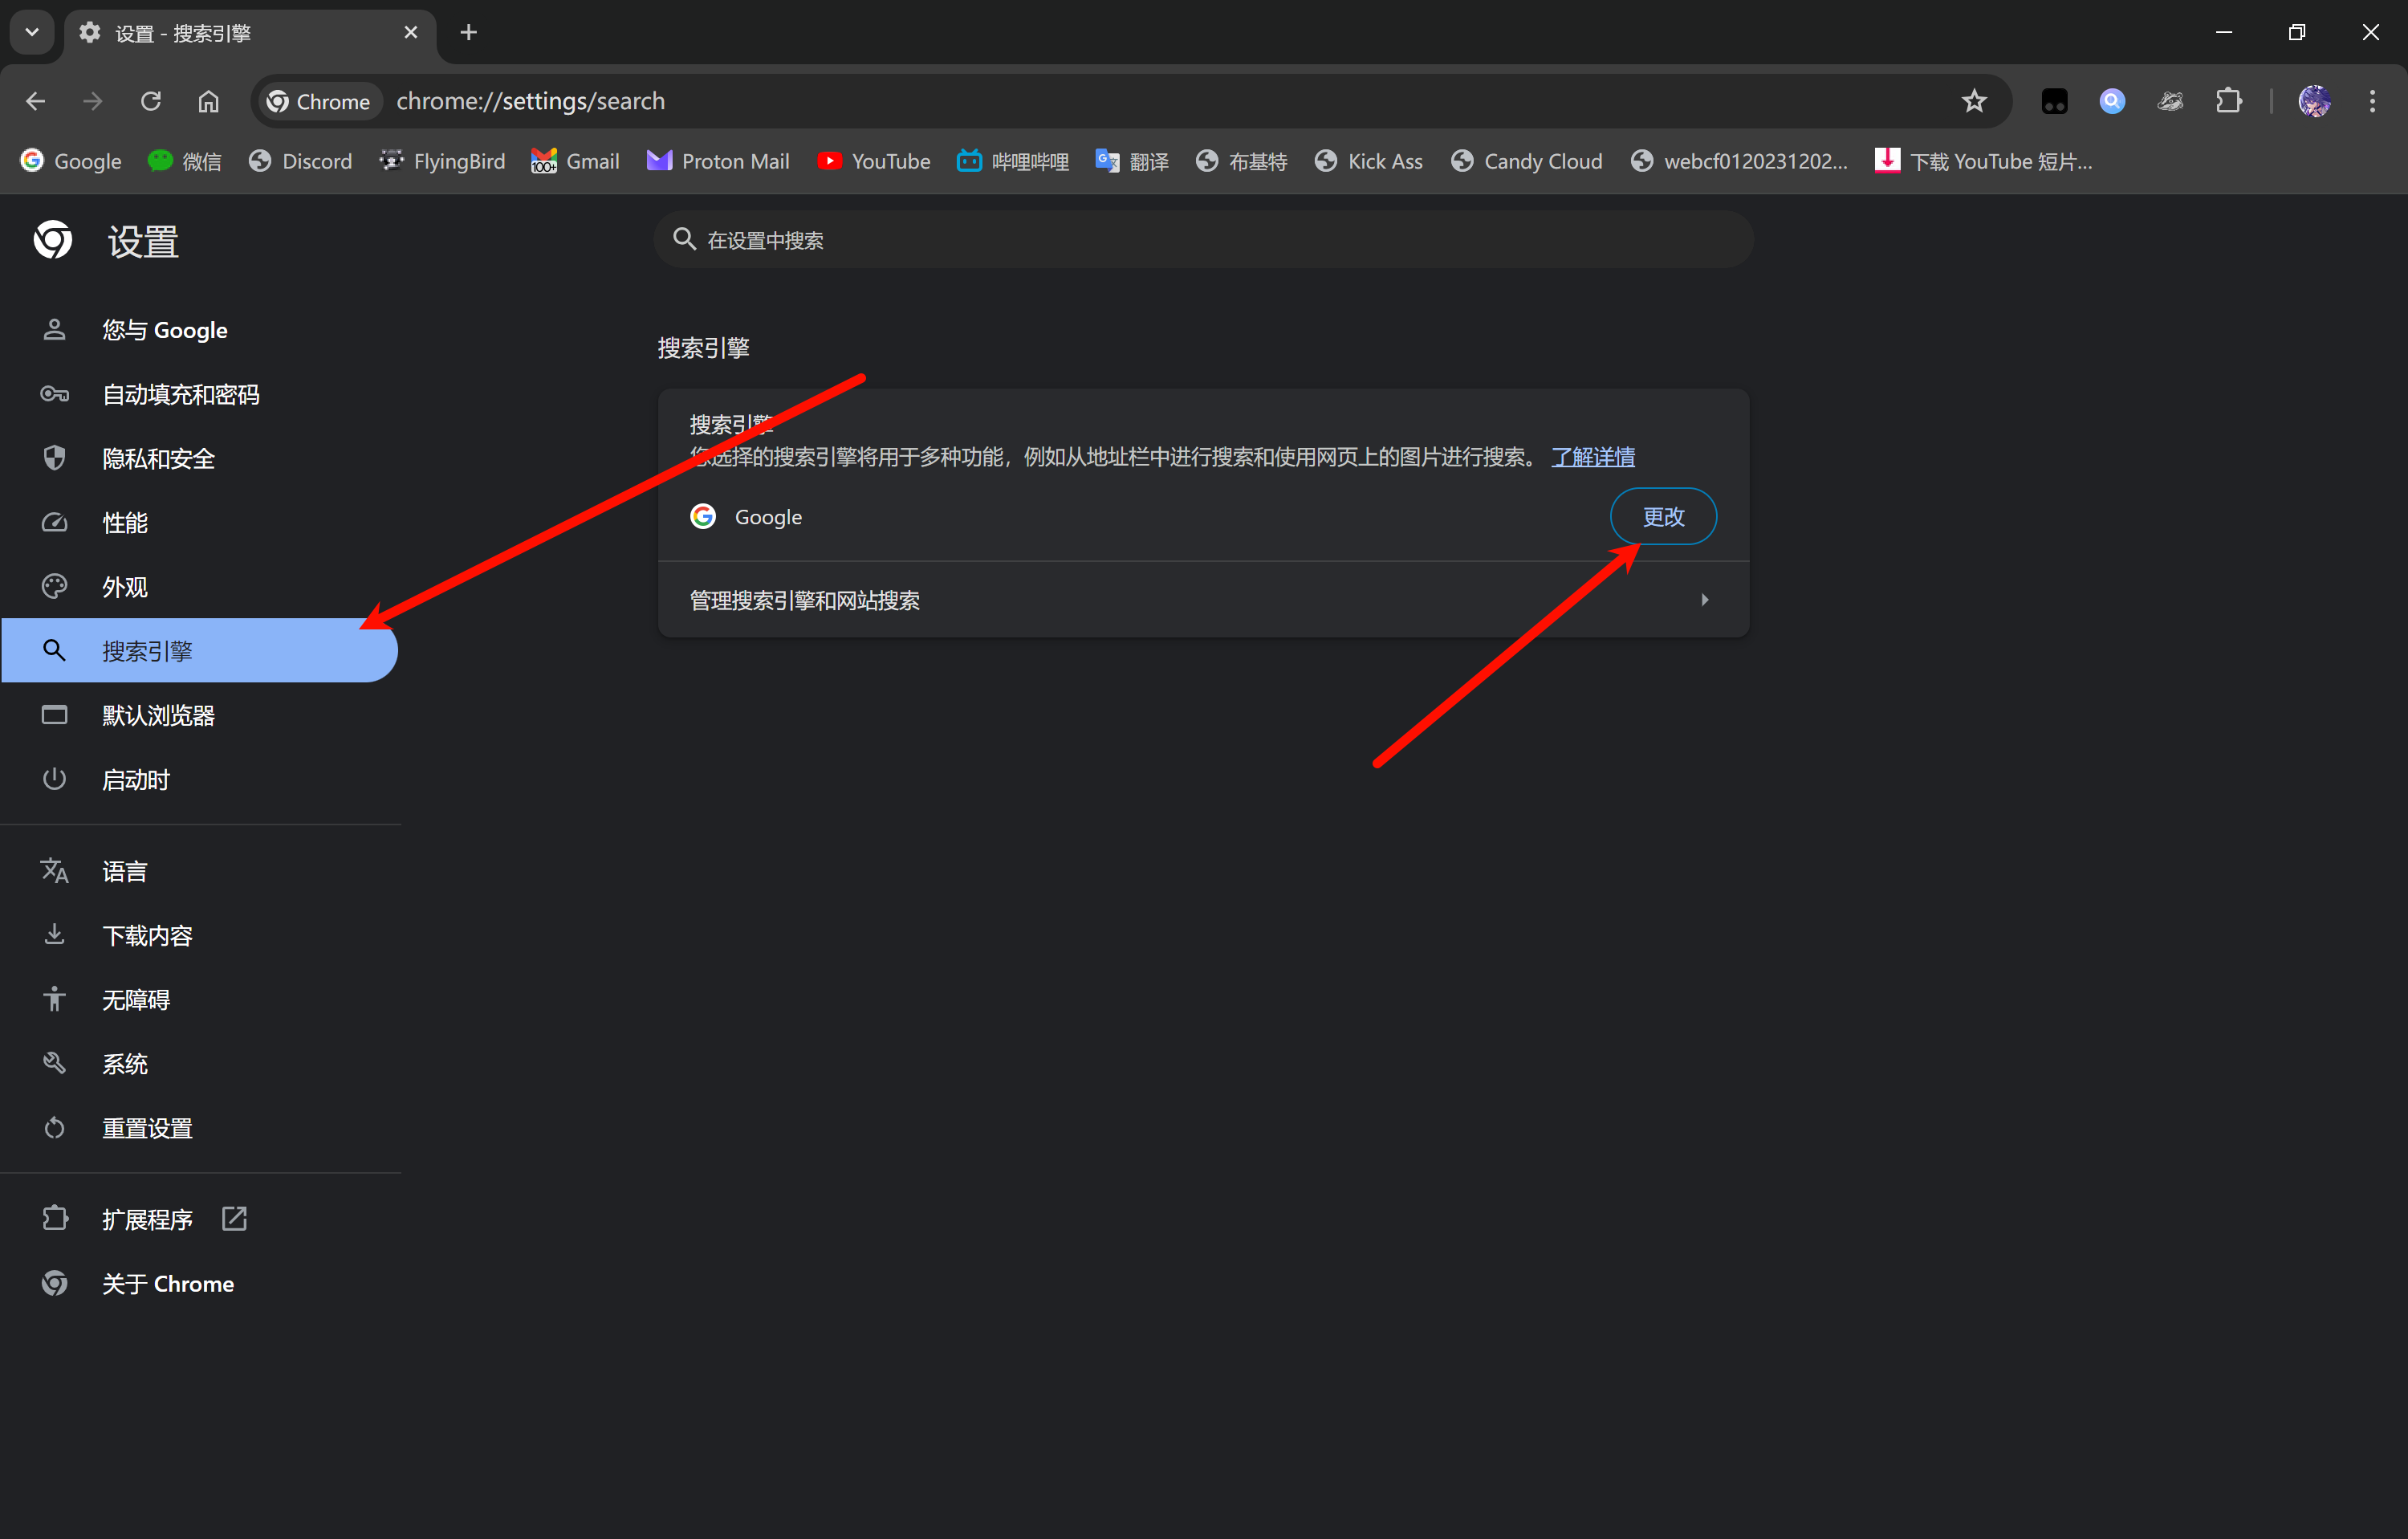 设置 - 搜索引擎
Chrome chrome://settings/search
Google 微信 Discord FlyingBird 100+ Gmail Proton Mail YouTube 哔哩哔哩 翻译 布基特 Kick Ass Candy Cloud webcf0120231202... 下载 YouTube 短片...
设置
在设置中搜索
您与 Google
自动填充和密码
隐私和安全
性能
外观
搜索引擎
默认浏览器
启动时
语言
下载内容
无障碍
系统
重置设置
扩展程序
关于 Chrome
搜索引擎
搜索引擎
您选择的搜索引擎将用于多种功能，例如从地址栏中进行搜索和使用网页上的图片进行搜索。 了解详情
Google 更改
管理搜索引擎和网站搜索